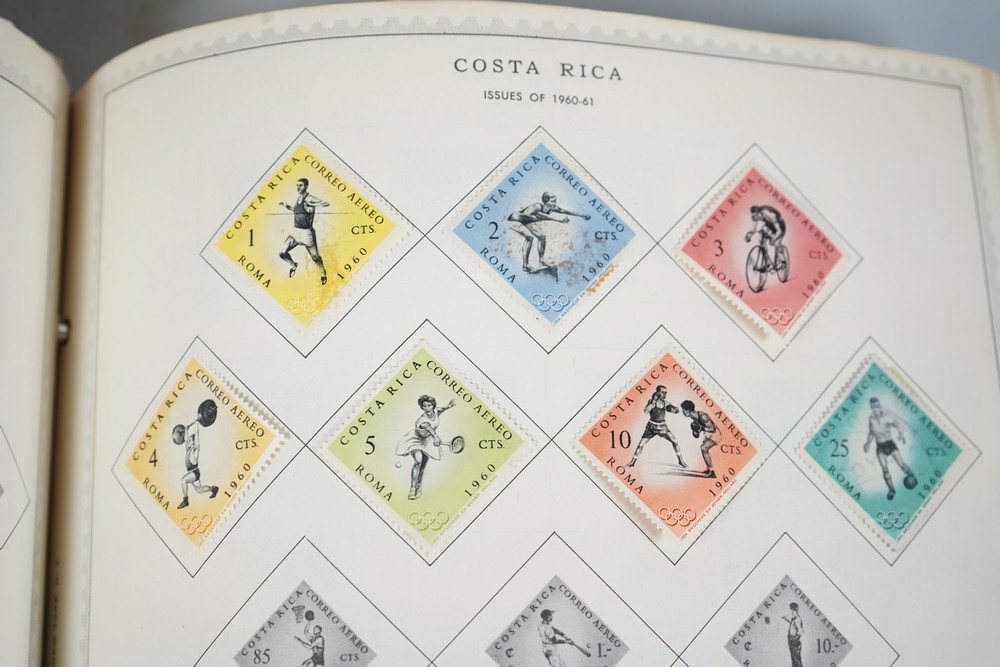 COSTA RICA
ISSUES OF 1960-61
COSTA RICA CORREO AEREO
1 CTS.
ROMA 1960
COSTA RICA CORREO AEREO
2 CTS.
ROMA 1960
COSTA RICA CORREO AEREO
3 CTS.
ROMA 1960
COSTA RICA CORREO AEREO
4 CTS.
ROMA 1960
COSTA RICA CORREO AEREO
5 CTS.
ROMA 1960
COSTA RICA CORREO AEREO
10 CTS.
ROMA 1960
COSTA RICA CORREO AEREO
25 CTS.
ROMA 1960
COSTA RICA CORREO AEREO
85 CTS.
COSTA RICA CORREO AEREO
¢ 1.-
COSTA RICA CORREO AEREO
¢ 10.-